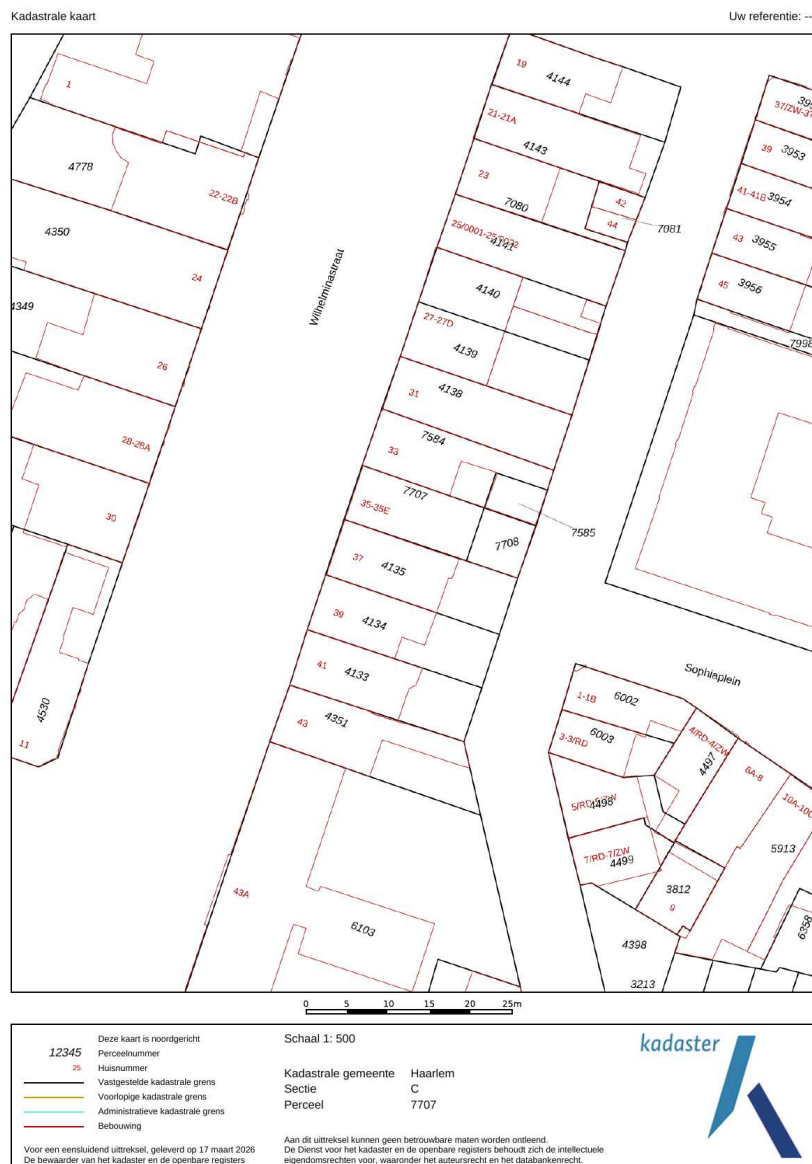 Kadastrale kaart
Uw referentie: --
19
4144
1
21-21A
4143
37/ZW-37
39
3953
4778
23
22-22B
7080
42
44
7081
41-41B
3954
4350
25/0001-25/0002
4141
43
3955
24
Wilhelminastraat
4140
45
3956
4349
27-27D
4139
7998
26
31
4138
28-28A
7584
33
7707
35-35E
30
7585
7708
37
4135
39
4134
41
4133
Sophiaplein
4530
43
4351
1-1B
6002
3-3/RD
6003
4/RD-4/ZW
4497
11
6A-8
5/RD-5/ZW
4498
10A-10C
7/RD-7/ZW
4499
5913
43A
3812
9
6103
6358
4398
3213
0 5 10 15 20 25m
Deze kaart is noordgericht
12345 Perceelnummer
25 Huisnummer
Vastgestelde kadastrale grens
Voorlopige kadastrale grens
Administratieve kadastrale grens
Bebouwing
Voor een eensluidend uittreksel, geleverd op 17 maart 2026
De bewaarder van het kadaster en de openbare registers
Schaal 1: 500
Kadastrale gemeente Haarlem
Sectie C
Perceel 7707
Aan dit uittreksel kunnen geen betrouwbare maten worden ontleend.
De Dienst voor het kadaster en de openbare registers behoudt zich de intellectuele
eigendomsrechten voor, waaronder het auteursrecht en het databankenrecht.
kadaster